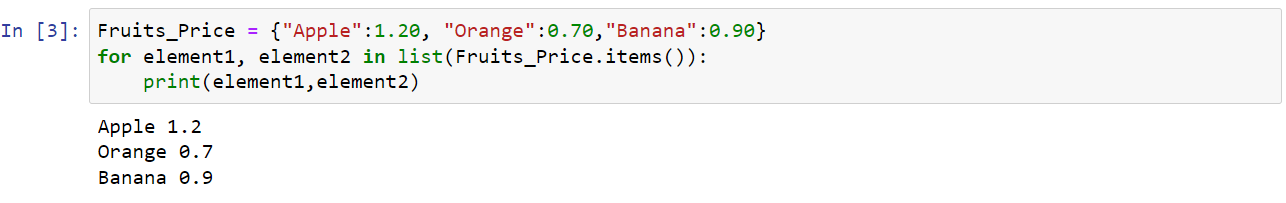 In [3]: Fruits_Price = {"Apple":1.20, "Orange":0.70,"Banana":0.90}
for element1, element2 in list(Fruits_Price.items()):
    print(element1,element2)
Apple 1.2
Orange 0.7
Banana 0.9